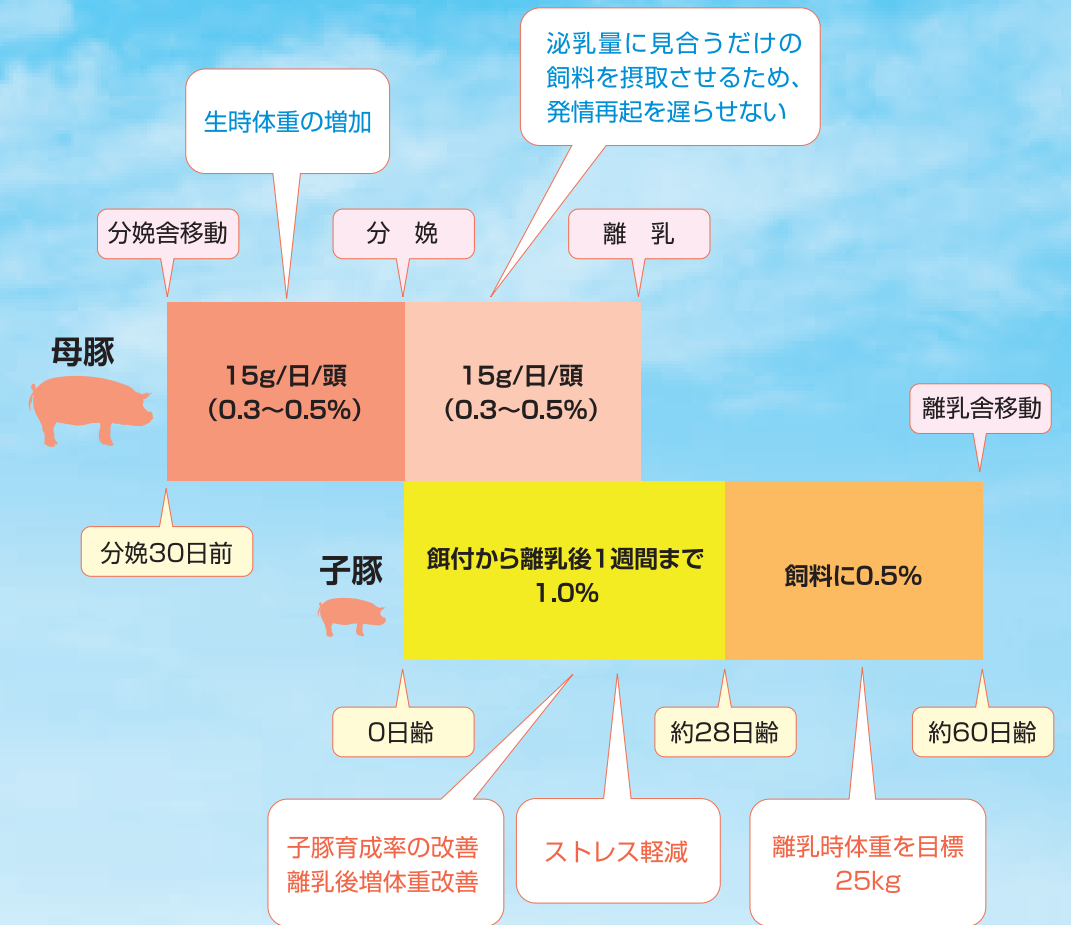 泌乳量に見合うだけの
飼料を摂取させるため、
発情再起を遅らせない
生時体重の増加
分娩舎移動
分　娩
離　乳
母豚
15g/日/頭
（0.3〜0.5%）
15g/日/頭
（0.3〜0.5%）
離乳舎移動
分娩30日前
子豚
餌付から離乳後1週間まで
1.0%
飼料に0.5%
0日齢
約28日齢
約60日齢
子豚育成率の改善
離乳後増体重改善
ストレス軽減
離乳時体重を目標
25kg